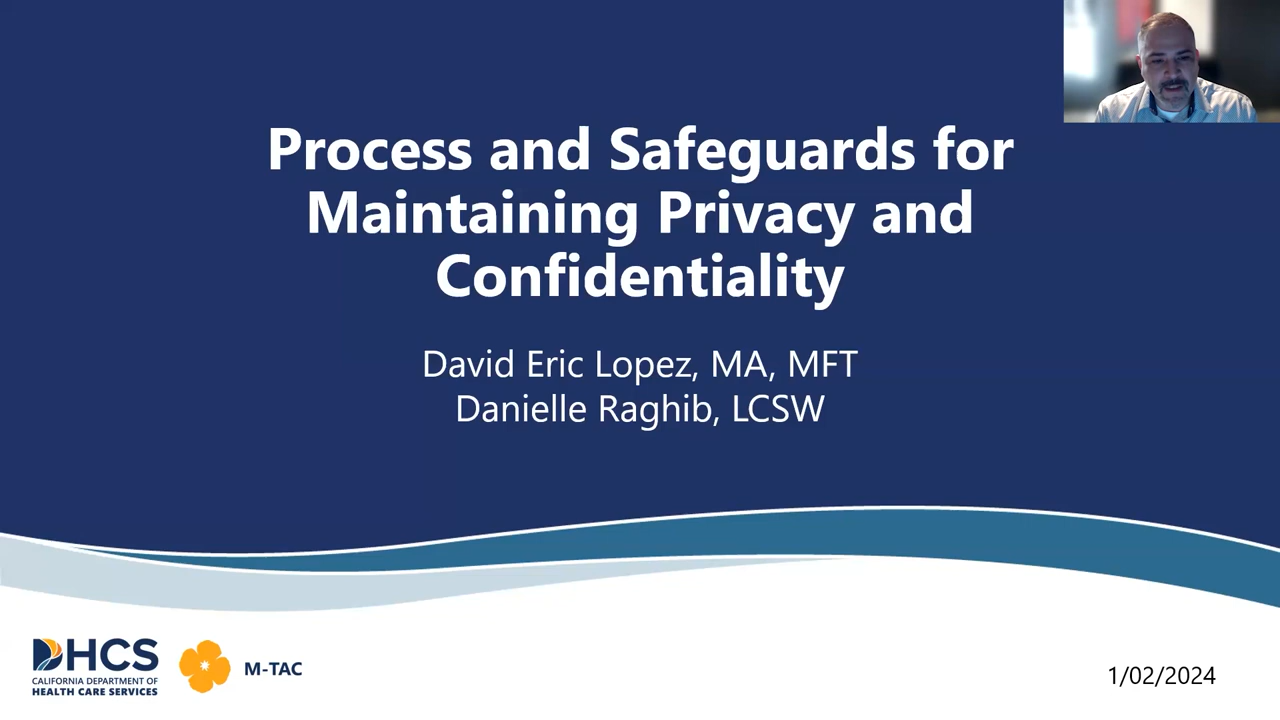 Process and Safeguards for
Maintaining Privacy and
Confidentiality
David Eric Lopez, MA, MFT
Danielle Raghib, LCSW
DHCS
CALIFORNIA DEPARTMENT OF
HEALTH CARE SERVICES
M-TAC
1/02/2024